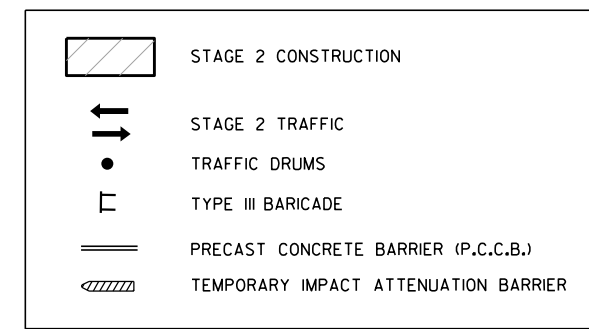 STAGE 2 CONSTRUCTION
STAGE 2 TRAFFIC
TRAFFIC DRUMS
TYPE III BARICADE
PRECAST CONCRETE BARRIER (P.C.C.B.)
TEMPORARY IMPACT ATTENUATION BARRIER